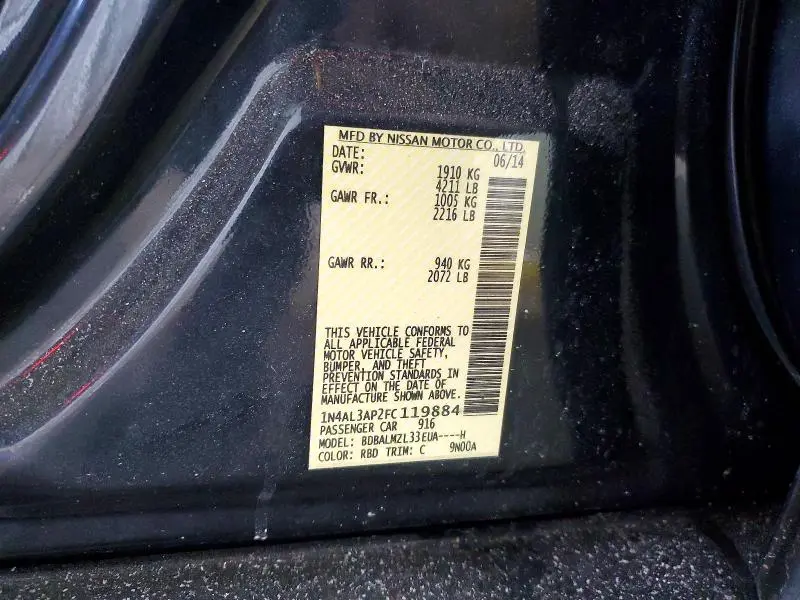 MFD BY NISSAN MOTOR CO., LTD.
DATE: 06/14
GVWR: 1910 KG
4211 LB
GAWR FR.: 1005 KG
2216 LB
GAWR RR.: 940 KG
2072 LB
THIS VEHICLE CONFORMS TO
ALL APPLICABLE FEDERAL
MOTOR VEHICLE SAFETY,
BUMPER, AND THEFT
PREVENTION STANDARDS IN
EFFECT ON THE DATE OF
MANUFACTURE SHOWN ABOVE.
1N4AL3AP2FC119884
PASSENGER CAR 916
MODEL: BDBALMZL33EUA----H
COLOR: RBD TRIM: C 9N00A